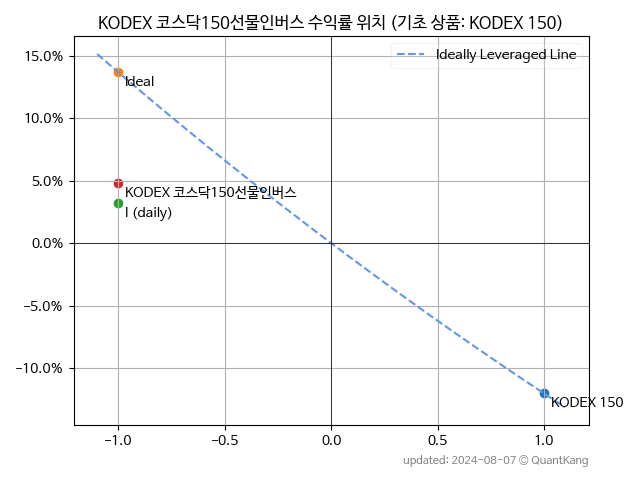 KODEX 코스닥150선물인버스 수익률 위치 (기초 상품: KODEX 150)
Ideally Leveraged Line
15.0%
Ideal
10.0%
5.0%
KODEX 코스닥150선물인버스
I (daily)
0.0%
−5.0%
−10.0%
KODEX 150
−1.0 −0.5 0.0 0.5 1.0
updated: 2024-08-07 © QuantKang